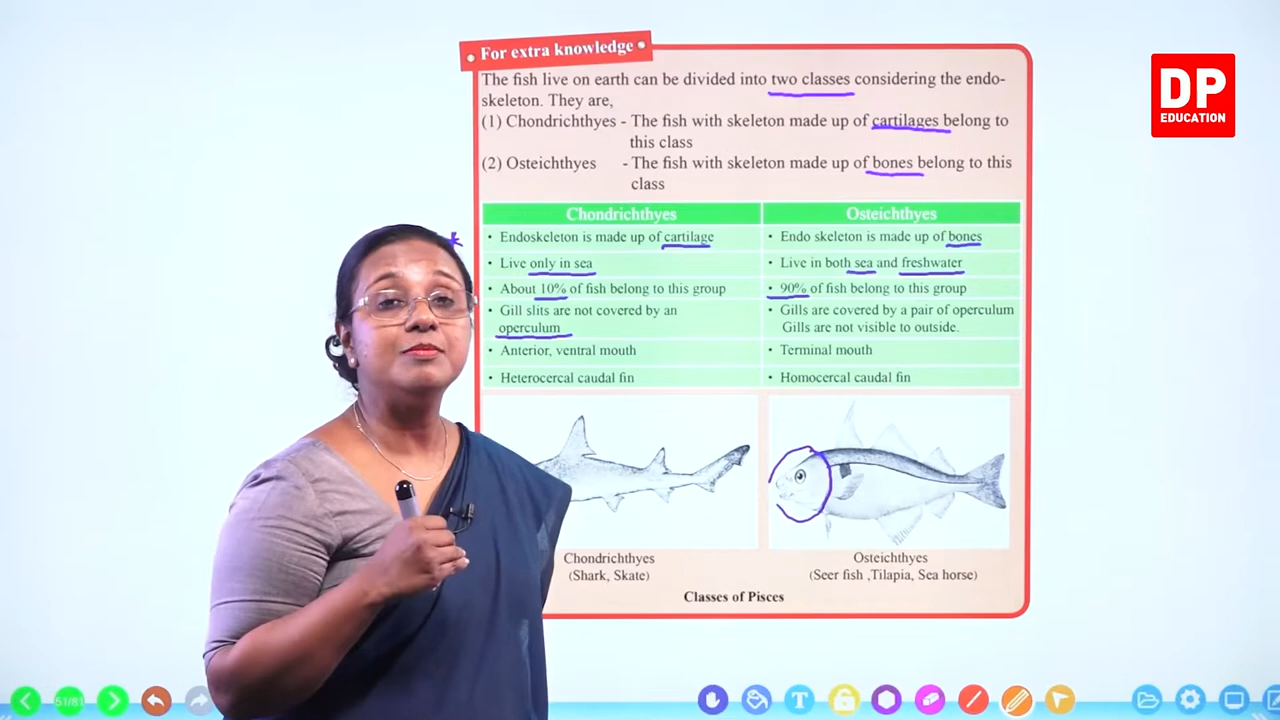 For extra knowledge
DP
EDUCATION
The fish live on earth can be divided into two classes considering the endo-
skeleton. They are,
(1) Chondrichthyes - The fish with skeleton made up of cartilages belong to
this class
(2) Osteichthyes - The fish with skeleton made up of bones belong to this
class
Chondrichthyes Osteichthyes
• Endoskeleton is made up of cartilage • Endo skeleton is made up of bones
• Live only in sea • Live in both sea and freshwater
• About 10% of fish belong to this group • 90% of fish belong to this group
• Gill slits are not covered by an • Gills are covered by a pair of operculum
operculum Gills are not visible to outside.
• Anterior, ventral mouth • Terminal mouth
• Heterocercal caudal fin • Homocercal caudal fin
Chondrichthyes Osteichthyes
(Shark, Skate) (Seer fish ,Tilapia, Sea horse)
Classes of Pisces
51/81
T